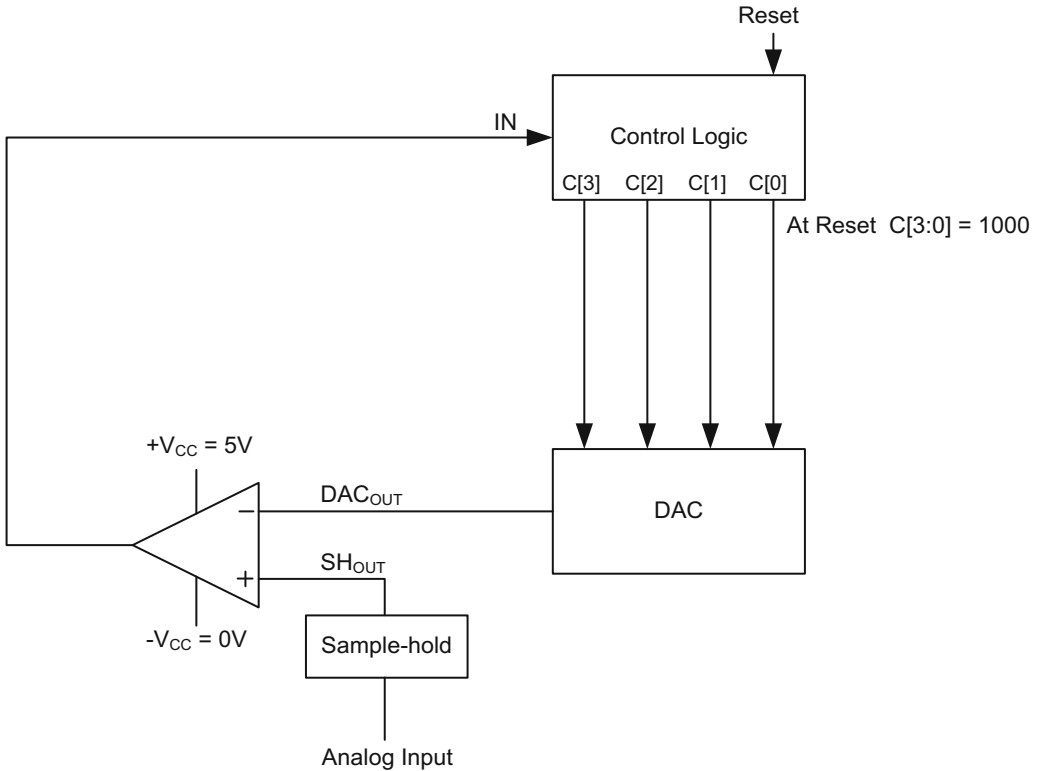 Reset
IN
Control Logic
C[3] C[2] C[1] C[0]
At Reset C[3:0] = 1000
+VCC = 5V
DACOUT
DAC
−
SHOUT
+
-VCC = 0V
Sample-hold
Analog Input